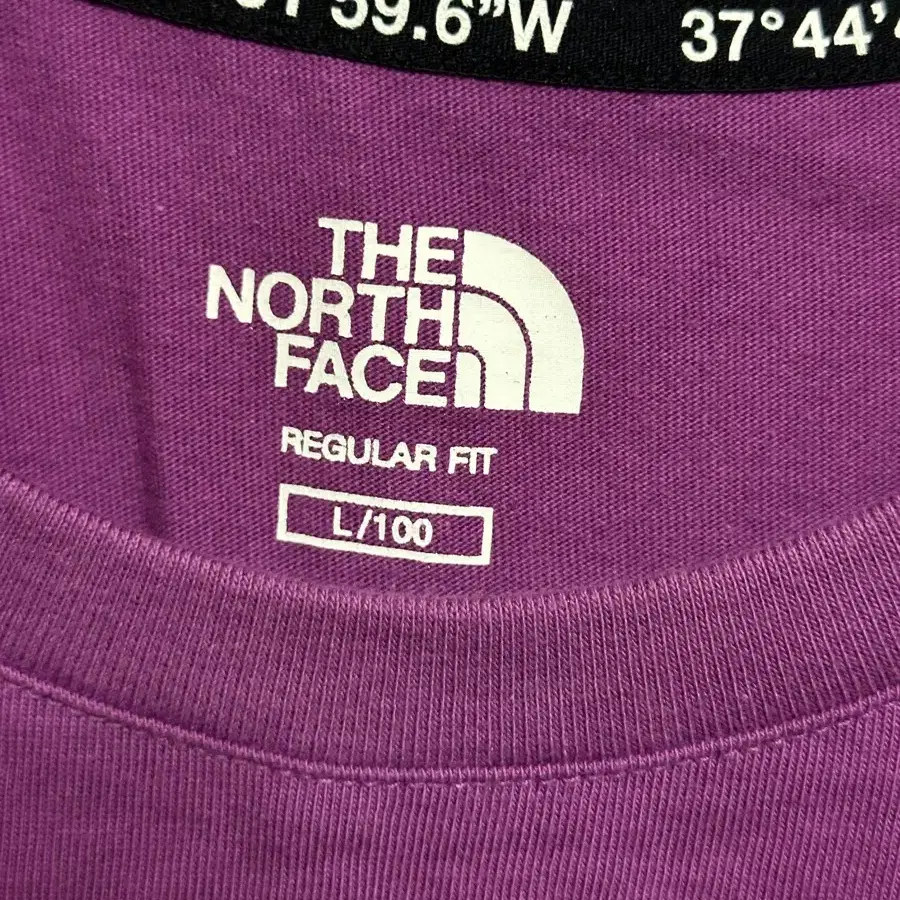 59.6"W 37°44'
THE
NORTH
FACE
REGULAR FIT
L/100